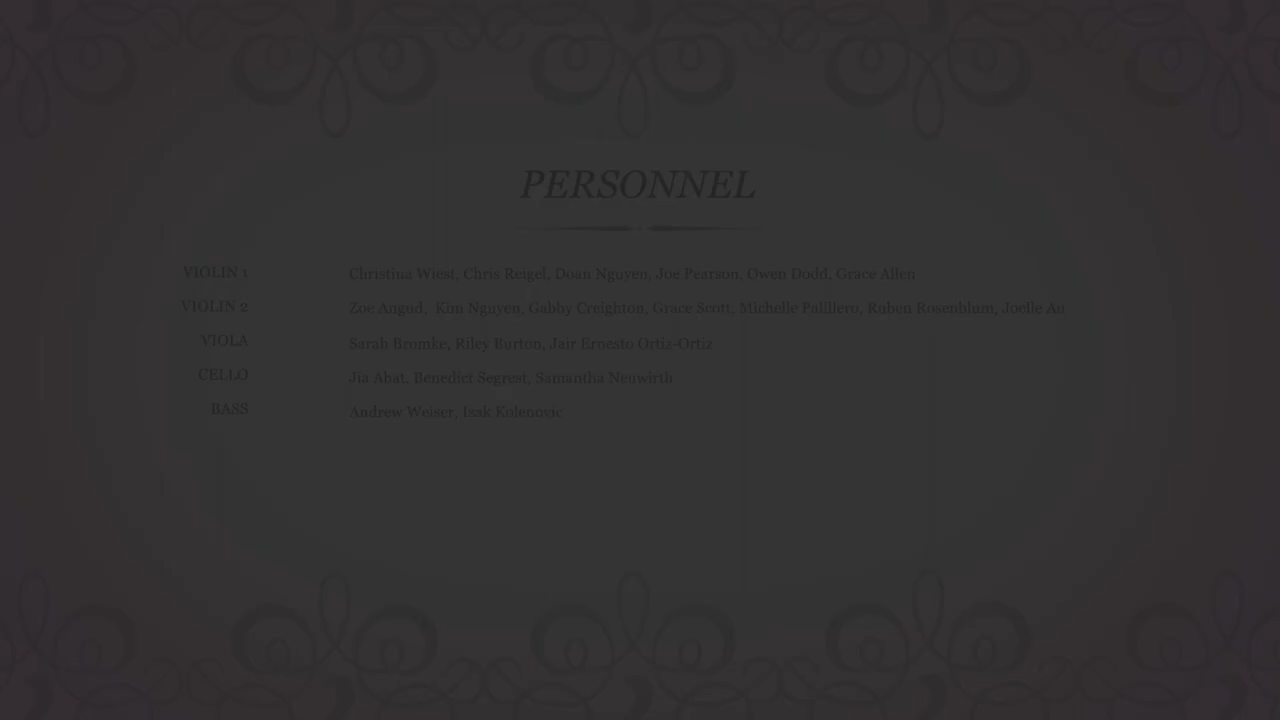 PERSONNEL
VIOLIN 1 Christina Wiest, Chris Reigel, Doan Nguyen, Joe Pearson, Owen Dodd, Grace Allen
VIOLIN 2 Zoe Angud, Kim Nguyen, Gabby Creighton, Grace Scott, Michelle Palillero, Ruben Rosenblum, Joelle An
VIOLA Sarah Bromke, Riley Burton, Jair Ernesto Ortiz-Ortiz
CELLO Jia Abat, Benedict Segrest, Samantha Neuwirth
BASS Andrew Weiser, Isak Kolenovic